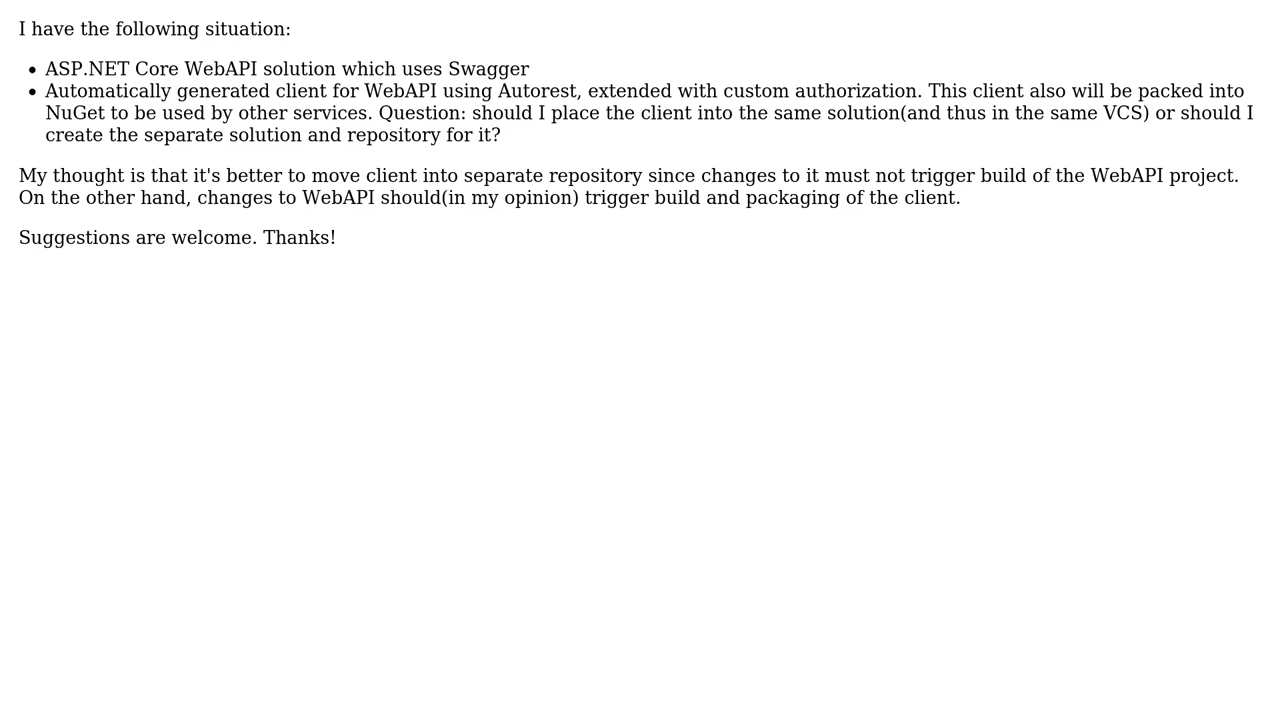 I have the following situation:
• ASP.NET Core WebAPI solution which uses Swagger
• Automatically generated client for WebAPI using Autorest, extended with custom authorization. This client also will be packed into
NuGet to be used by other services. Question: should I place the client into the same solution(and thus in the same VCS) or should I
create the separate solution and repository for it?
My thought is that it's better to move client into separate repository since changes to it must not trigger build of the WebAPI project.
On the other hand, changes to WebAPI should(in my opinion) trigger build and packaging of the client.
Suggestions are welcome. Thanks!